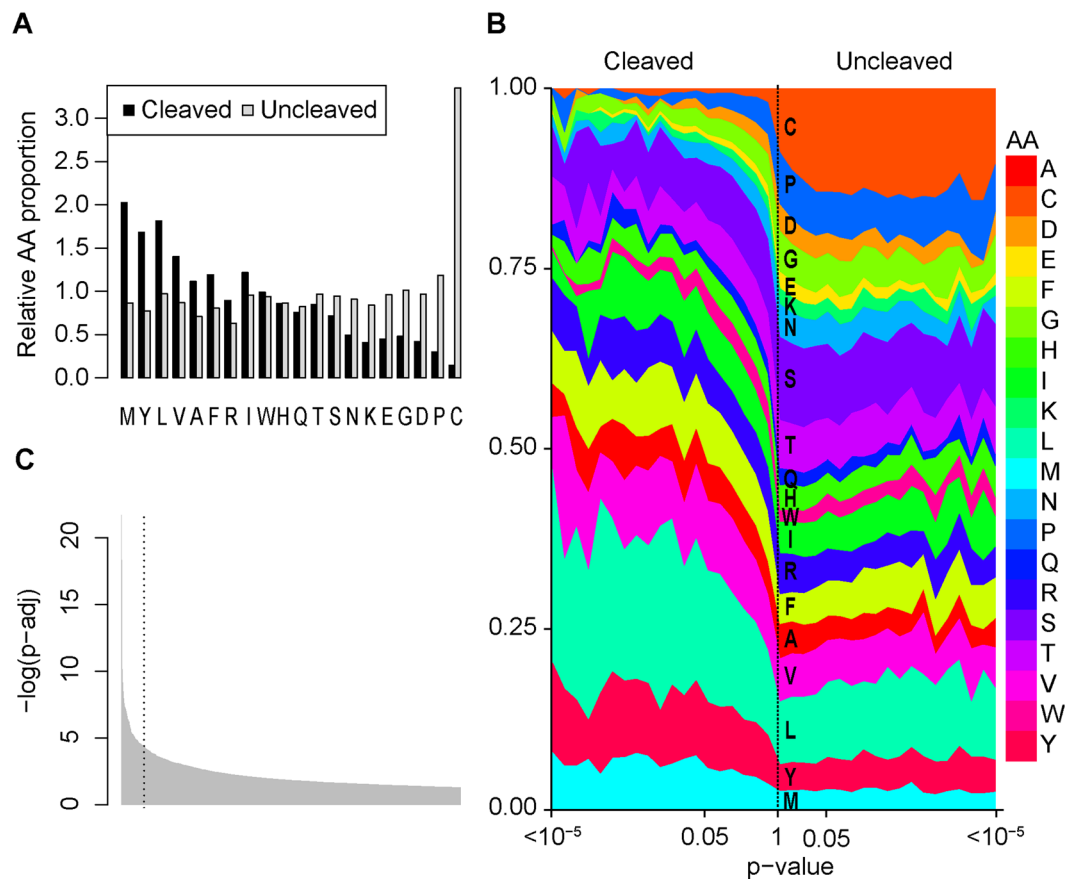 A
Relative AA proportion
3.0
2.5
2.0
1.5
1.0
0.5
0.0
Cleaved Uncleaved
M Y L V A F R I W H Q T S N K E G D P C
B
Cleaved Uncleaved
1.00
0.75
0.50
0.25
0.00
C
P
D
G
E
K
N
S
T
Q
H
W
I
R
F
A
V
L
Y
M
<10⁻⁵ 0.05 1 0.05 <10⁻⁵
p-value
AA
A
C
D
E
F
G
H
I
K
L
M
N
P
Q
R
S
T
V
W
Y
C
−log(p−adj)
20
15
10
5
0